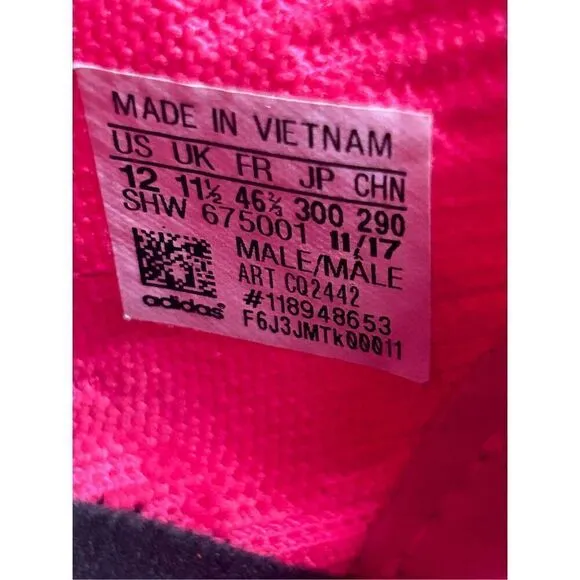 MADE IN VIETNAM
US UK FR JP CHN
12 11½ 46⅔ 300 290
SHW 675001 11/17
MALE/MÂLE
ART CQ2442
#118948653
F6J3JMTk00011
adidas®